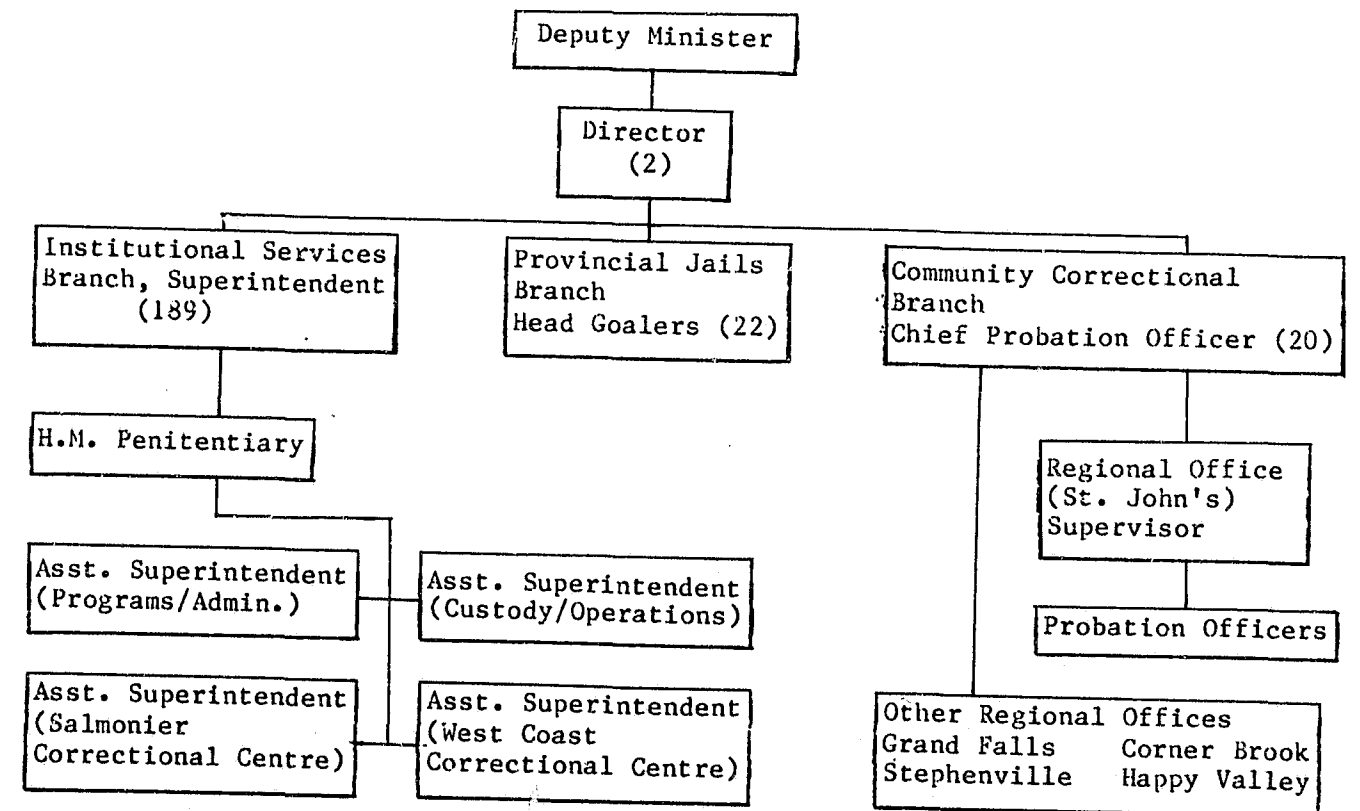 Deputy Minister
Director
(2)
Institutional Services
Branch, Superintendent
(189)
Provincial Jails
Branch
Head Goalers (22)
Community Correctional
Branch
Chief Probation Officer (20)
H.M. Penitentiary
Regional Office
(St. John's)
Supervisor
Asst. Superintendent
(Programs/Admin.)
Asst. Superintendent
(Custody/Operations)
Probation Officers
Asst. Superintendent
(Salmonier
Correctional Centre)
Asst. Superintendent
(West Coast
Correctional Centre)
Other Regional Offices
Grand Falls Corner Brook
Stephenville Happy Valley